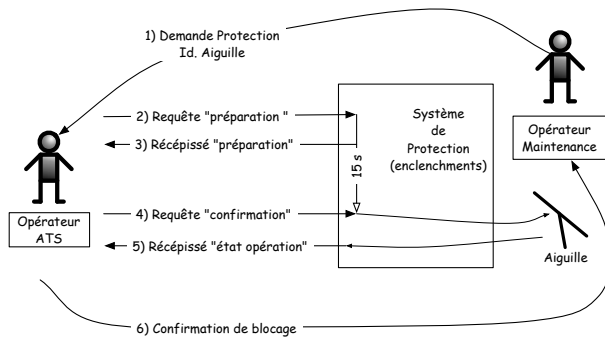 1) Demande Protection
Id. Aiguille
2) Requête "préparation "
3) Récépissé "préparation"
15 s
Système
de
Protection
(enclenchments)
Opérateur
Maintenance
Opérateur
ATS
4) Requête "confirmation"
5) Récépissé "état opération"
Aiguille
6) Confirmation de blocage